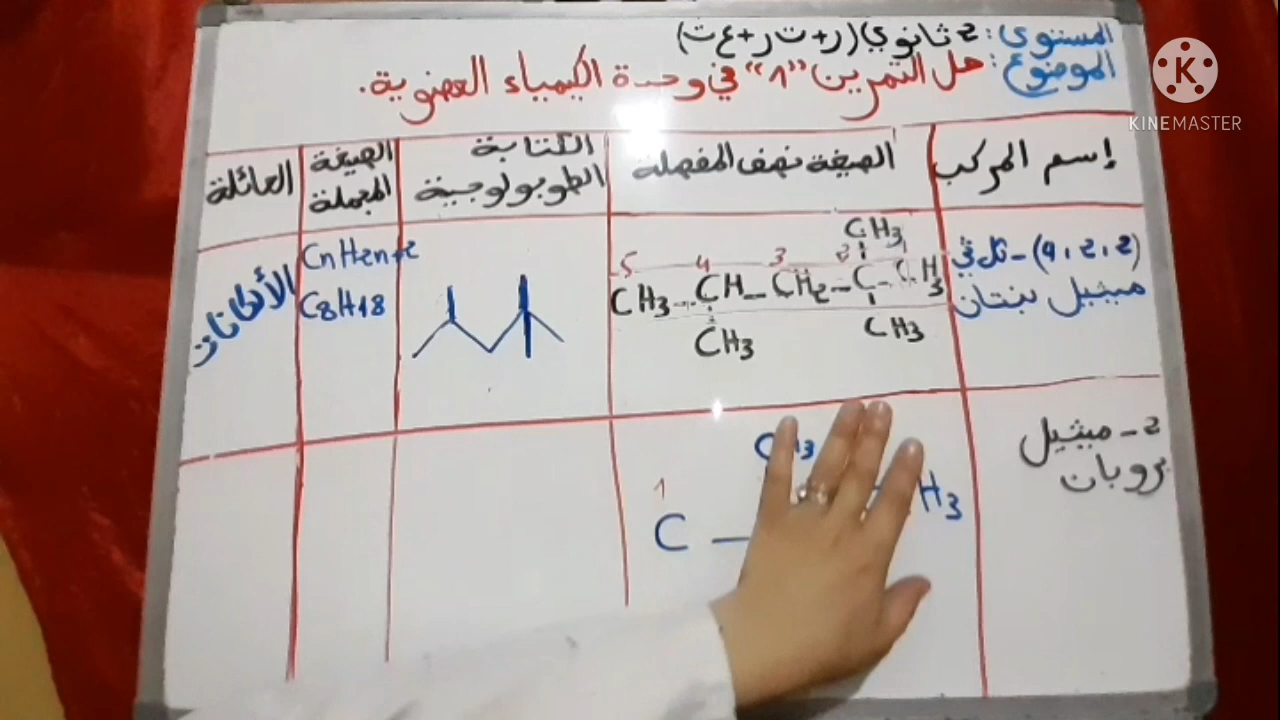 المستوى: 2 ثانوي (ر+ت ر+ع ت)
الموضوع: حل التمرين "1" في وحدة الكيمياء العضوية.
K
KINEMASTER
إسم المركب
الصيغة نصف المفصلة
الكتابة الطوبولوجية
الصيغة المجملة
العائلة
(4,2,2) - ثلاثي
ميثيل بنتان
CH3
5 4 3 2 1
CH3 - CH - CH2 - C - CH3
CH3 CH3
CnH2n+2
C8H18
الألكانات
2 - ميثيل
بروبان
CH3
1
C - H3